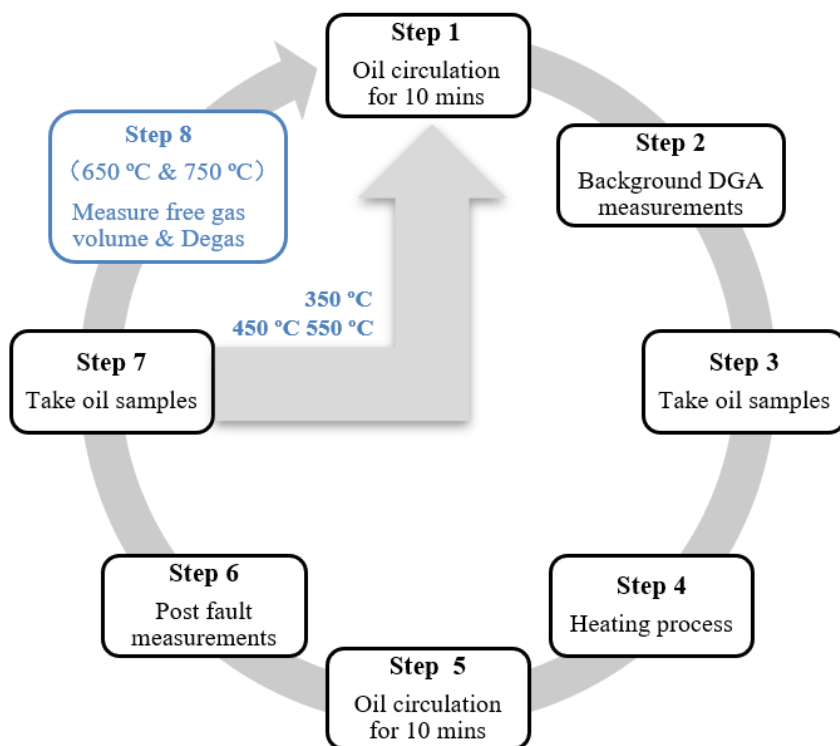 Step 1
Oil circulation
for 10 mins
Step 2
Background DGA
measurements
Step 3
Take oil samples
Step 4
Heating process
Step 5
Oil circulation
for 10 mins
Step 6
Post fault
measurements
Step 7
Take oil samples
Step 8
（650 ºC & 750 ºC）
Measure free gas
volume & Degas
350 ºC
450 ºC 550 ºC